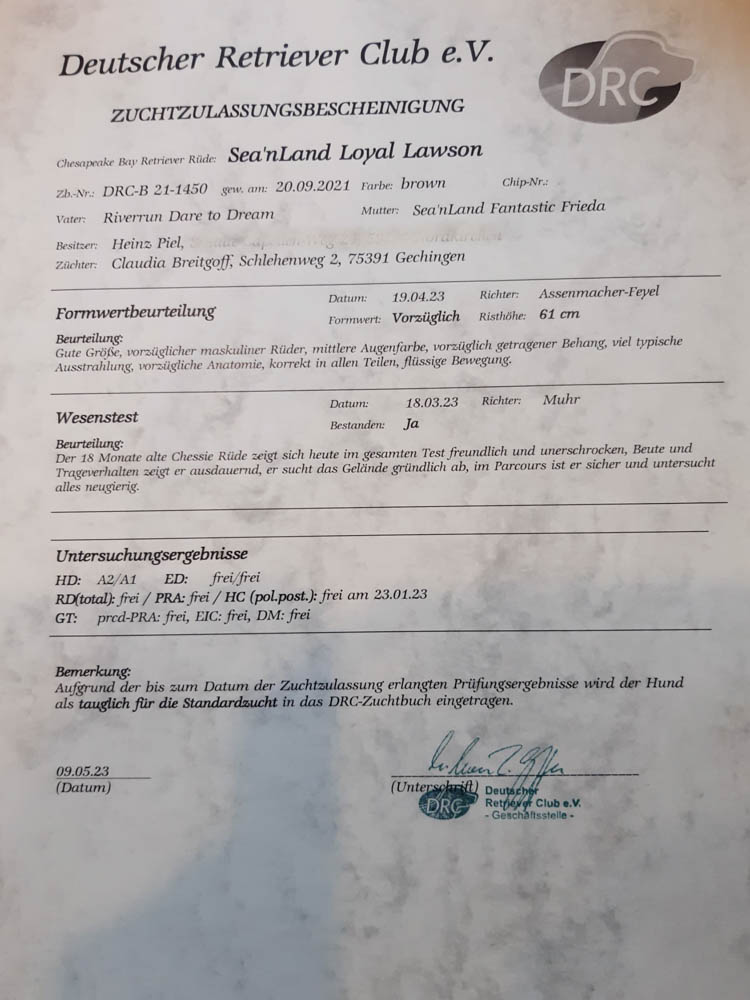 Deutscher Retriever Club e.V.
DRC
ZUCHTZULASSUNGSBESCHEINIGUNG
Chesapeake Bay Retriever Rüde: Sea'nLand Loyal Lawson
Zb.-Nr.: DRC-B 21-1450 gew. am: 20.09.2021 Farbe: brown Chip-Nr.:
Vater: Riverrun Dare to Dream Mutter: Sea'nLand Fantastic Frieda
Besitzer: Heinz Piel,
Züchter: Claudia Breitgoff, Schlehenweg 2, 75391 Gechingen
Formwertbeurteilung Datum: 19.04.23 Richter: Assenmacher-Feyel
Formwert: Vorzüglich Risthöhe: 61 cm
Beurteilung:
Gute Größe, vorzüglicher maskuliner Rüder, mittlere Augenfarbe, vorzüglich getragener Behang, viel typische
Ausstrahlung, vorzügliche Anatomie, korrekt in allen Teilen, flüssige Bewegung.
Wesenstest Datum: 18.03.23 Richter: Muhr
Bestanden: Ja
Beurteilung:
Der 18 Monate alte Chessie Rüde zeigt sich heute im gesamten Test freundlich und unerschrocken, Beute und
Trageverhalten zeigt er ausdauernd, er sucht das Gelände gründlich ab, im Parcours ist er sicher und untersucht
alles neugierig.
Untersuchungsergebnisse
HD: A2/A1 ED: frei/frei
RD(total): frei / PRA: frei / HC (pol.post.): frei am 23.01.23
GT: prcd-PRA: frei, EIC: frei, DM: frei
Bemerkung:
Aufgrund der bis zum Datum der Zuchtzulassung erlangten Prüfungsergebnisse wird der Hund
als tauglich für die Standardzucht in das DRC-Zuchtbuch eingetragen.
09.05.23
(Datum) (Unterschrift)
DRC Deutscher
Retriever Club e.V.
- Geschäftsstelle -